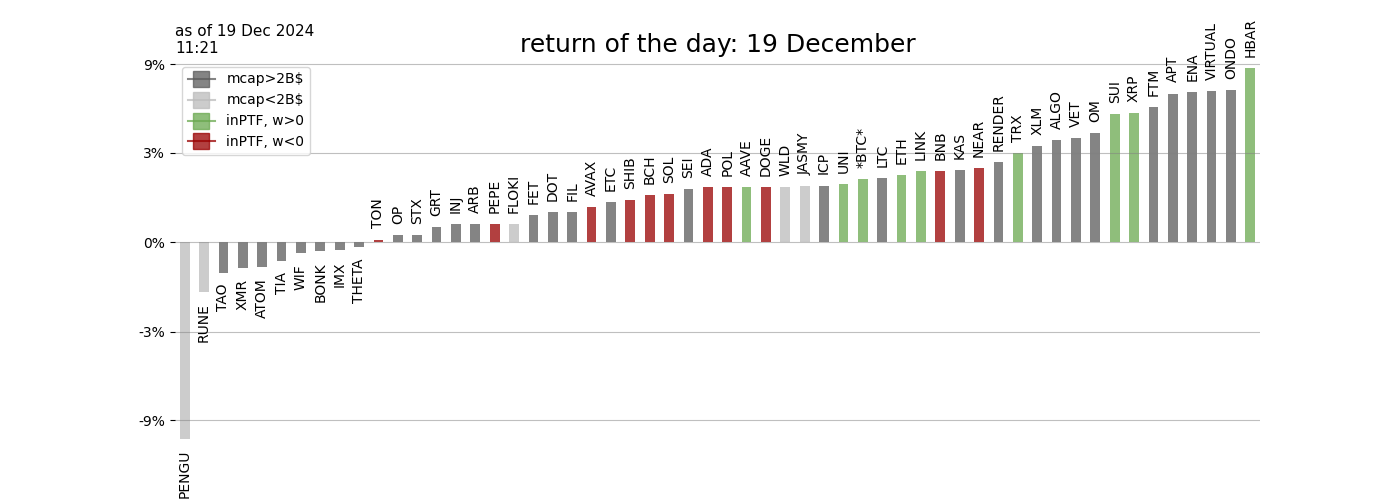 as of 19 Dec 2024
11:21
return of the day: 19 December
9%
3%
0%
-3%
-9%
mcap>2B$
mcap<2B$
inPTF, w>0
inPTF, w<0
PENGU
RUNE
TAO
XMR
ATOM
TIA
WIF
BONK
IMX
THETA
TON
OP
STX
GRT
INJ
ARB
PEPE
FLOKI
FET
DOT
FIL
AVAX
ETC
SHIB
BCH
SOL
SEI
ADA
POL
AAVE
DOGE
WLD
JASMY
ICP
UNI
*BTC*
LTC
ETH
LINK
BNB
KAS
NEAR
RENDER
TRX
XLM
ALGO
VET
OM
SUI
XRP
FTM
APT
ENA
VIRTUAL
ONDO
HBAR